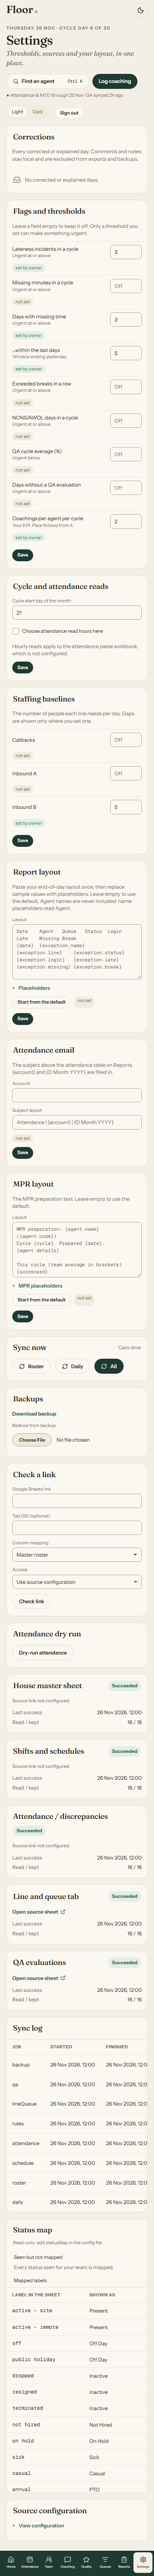 Floor.
THURSDAY 26 NOV · CYCLE DAY 6 OF 30
Settings
Thresholds, sources and your layout, in one place.
Find an agent Ctrl K
Log coaching
Attendance & MTD through 25 Nov · QA synced 2h ago
Light Dark Sign out
Corrections
Every corrected or explained day. Comments and notes stay local and are excluded from exports and backups.
No corrected or explained days.
Flags and thresholds
Leave a field empty to keep it off. Only a threshold you set can make something urgent.
Lateness incidents in a cycle
Urgent at or above
3
set by owner
Missing minutes in a cycle
Urgent at or above
Off
not set
Days with missing time
Urgent at or above
3
set by owner
...within the last days
Window ending yesterday
5
set by owner
Exceeded breaks in a row
Urgent at or above
Off
not set
NCNS/AWOL days in a cycle
Urgent at or above
Off
not set
QA cycle average (%)
Urgent below
Off
not set
Days without a QA evaluation
Urgent at or above
Off
not set
Coachings per agent per cycle
Your KPI. Pace follows from it.
2
set by owner
Save
Cycle and attendance reads
Cycle start day of the month
21
Choose attendance read hours here
Hourly reads apply to the attendance paste workbook, which is not configured.
Save
Staffing baselines
The number of people each line needs per day. Gaps are shown only where you set one.
Callbacks
Off
not set
Inbound A
Off
not set
Inbound B
5
set by owner
Save
Report layout
Paste your end-of-day layout once, then replace sample values with placeholders. Leave empty to use the default. Agents not measured: name placeholders read Agent.
Layout
Date Agent Queue Status Login
Late Missing Break
{date} {exception.name}
{exception.line} {exception.status}
{exception.login} {exception.late}
{exception.missing} {exception.break}
Placeholders
Start from the default
not set
Save
Attendance email
The subject above the attendance table on Reports. {account} and {D Month YYYY} are filled in.
Account
Subject layout
Attendance | {account} | {D Month YYYY}
not set
Save
MPR layout
The MPR preparation text. Leave empty to use the default.
Layout
MPR preparation: {agent.name}
({agent.code})
Cycle {cycle}. Prepared {date}.
{agent.details}
This cycle (team average in brackets)
{scorecard}
MPR placeholders
Start from the default
not set
Save
Sync now
Cairo time
Roster Daily All
Backups
Download backup
Restore from backup
Choose File No file chosen
Check a link
Google Sheets link
Tab GID (optional)
Column mapping
Master roster
Access
Use source configuration
Check link
Attendance dry run
Dry-run attendance
House master sheet
Succeeded
Source link not configured
Last success 26 Nov 2026, 12:00
Read / kept 16 / 16
Shifts and schedules
Succeeded
Source link not configured
Last success 26 Nov 2026, 12:00
Read / kept 16 / 16
Attendance / discrepancies
Succeeded
Source link not configured
Last success 26 Nov 2026, 12:00
Read / kept 16 / 16
Line and queue tab
Succeeded
Open source sheet
Last success 26 Nov 2026, 12:00
Read / kept 16 / 16
QA evaluations
Succeeded
Open source sheet
Last success 26 Nov 2026, 12:00
Read / kept 16 / 16
Sync log
JOB STARTED FINISHED
backup 26 Nov 2026, 12:00 26 Nov 2026, 12:0
qa 26 Nov 2026, 12:00 26 Nov 2026, 12:0
lineQueue 26 Nov 2026, 12:00 26 Nov 2026, 12:0
rules 26 Nov 2026, 12:00 26 Nov 2026, 12:0
attendance 26 Nov 2026, 12:00 26 Nov 2026, 12:0
schedule 26 Nov 2026, 12:00 26 Nov 2026, 12:0
roster 26 Nov 2026, 12:00 26 Nov 2026, 12:0
daily 26 Nov 2026, 12:00 26 Nov 2026, 12:0
Status map
Read-only: edit statusMap in the config file
Seen but not mapped
Every status seen for your team is mapped.
Mapped labels
LABEL IN THE SHEET SHOWN AS
active - site Present
active - remote Present
off Off Day
public holiday Off Day
dropped Inactive
resigned Inactive
terminated Inactive
not hired Not Hired
on hold On Hold
sick Sick
casual Casual
annual PTO
Source configuration
View configuration
Home Attendance Team Coaching Quality Queues Reports Settings